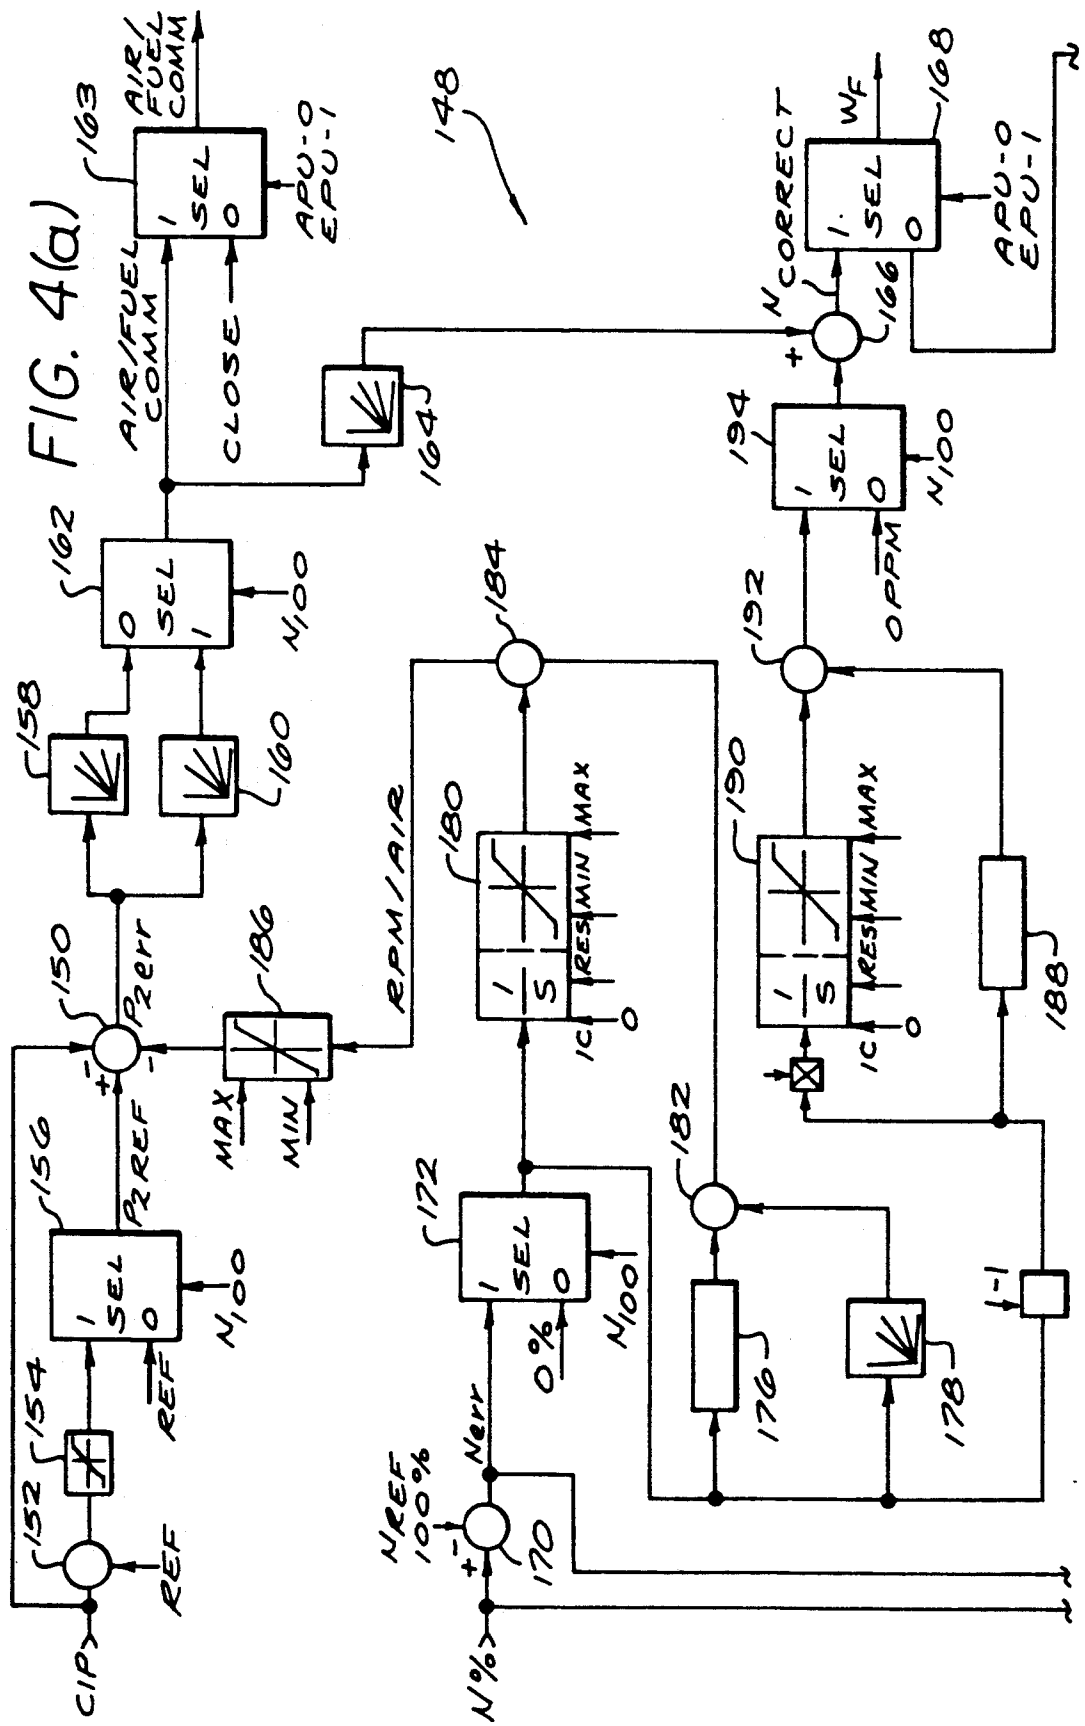 FIG. 4(a)
CIP
152
REF
154
REF
1
SEL
0
156
N,00
P2REF
+
-
-
150
P2err
MAX
MIN
186
158
160
0
SEL
1
162
N,00
AIR/FUEL
COMM
CLOSE
1
SEL
0
163
APU-0
EPU-1
AIR/
FUEL
COMM
164
148
N%
+
-
NREF
100%
170
Nerr
0%
1
SEL
0
172
N100
1
S
180
IC
0
RES
MIN
MAX
RPM/AIR
184
176
178
182
-1
1
S
190
IC
0
RES
MIN
MAX
188
192
0PPM
1
SEL
0
194
N,00
+
166
NCORRECT
1.
SEL
0
168
WF
APU-0
EPU-1